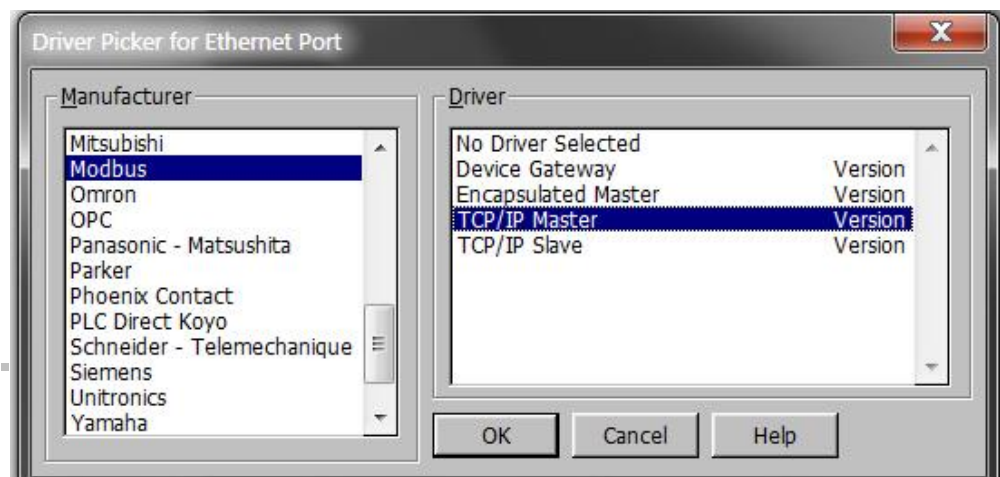 Driver Picker for Ethernet Port
Manufacturer
Mitsubishi
Modbus
Omron
OPC
Panasonic - Matsushita
Parker
Phoenix Contact
PLC Direct Koyo
Schneider - Telemechanique
Siemens
Unitronics
Yamaha
Driver
No Driver Selected
Device Gateway Version
Encapsulated Master Version
TCP/IP Master Version
TCP/IP Slave Version
OK Cancel Help